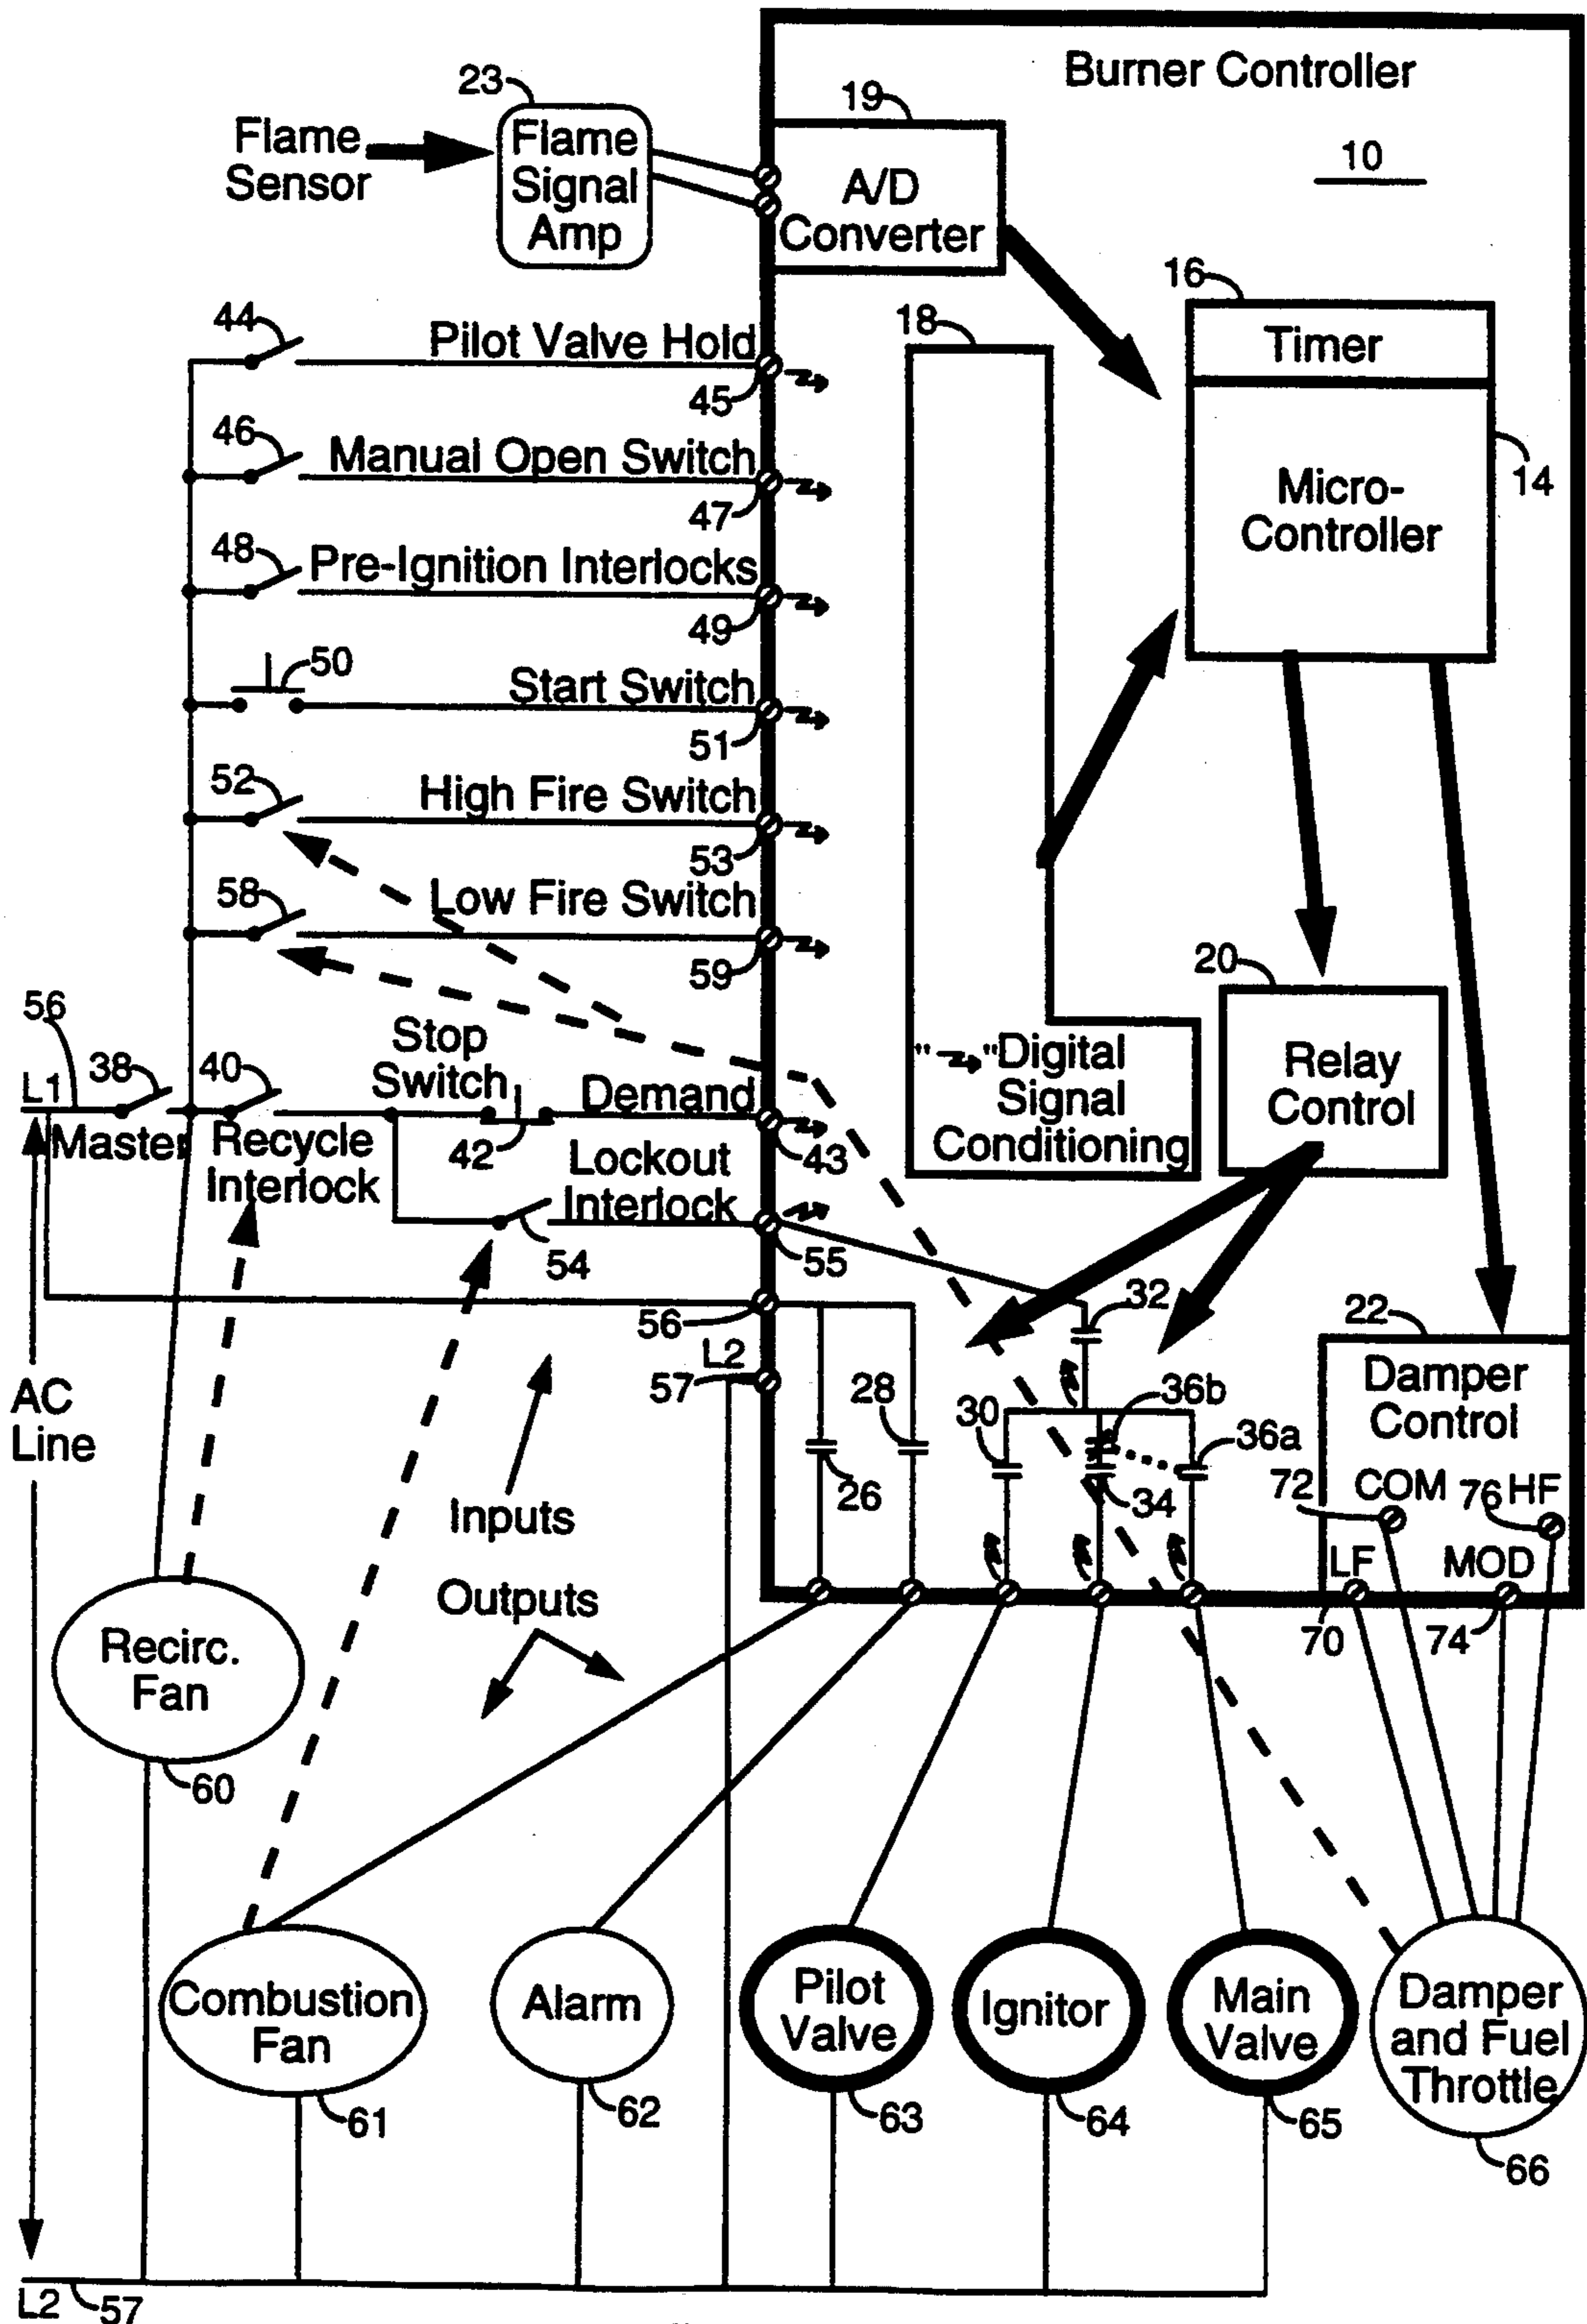 Burner Controller
10
23
19
Flame
Sensor
Flame
Signal
Amp
A/D
Converter
16
Timer
Micro-
Controller
14
18
44
Pilot Valve Hold
45
46
Manual Open Switch
47
48
Pre-Ignition Interlocks
49
50
Start Switch
51
52
High Fire Switch
53
58
Low Fire Switch
59
20
Relay
Control
" "Digital
Signal
Conditioning
56
L1
38
Master
40
Recycle
Interlock
Stop
Switch
42
Demand
43
Lockout
Interlock
54
55
56
L2
57
32
28
26
30
36b
36a
34
22
Damper
Control
72
COM
76
HF
LF
MOD
70
74
AC
Line
Inputs
Outputs
Recirc.
Fan
60
Combustion
Fan
61
Alarm
62
Pilot
Valve
63
Ignitor
64
Main
Valve
65
Damper
and Fuel
Throttle
66
L2
57